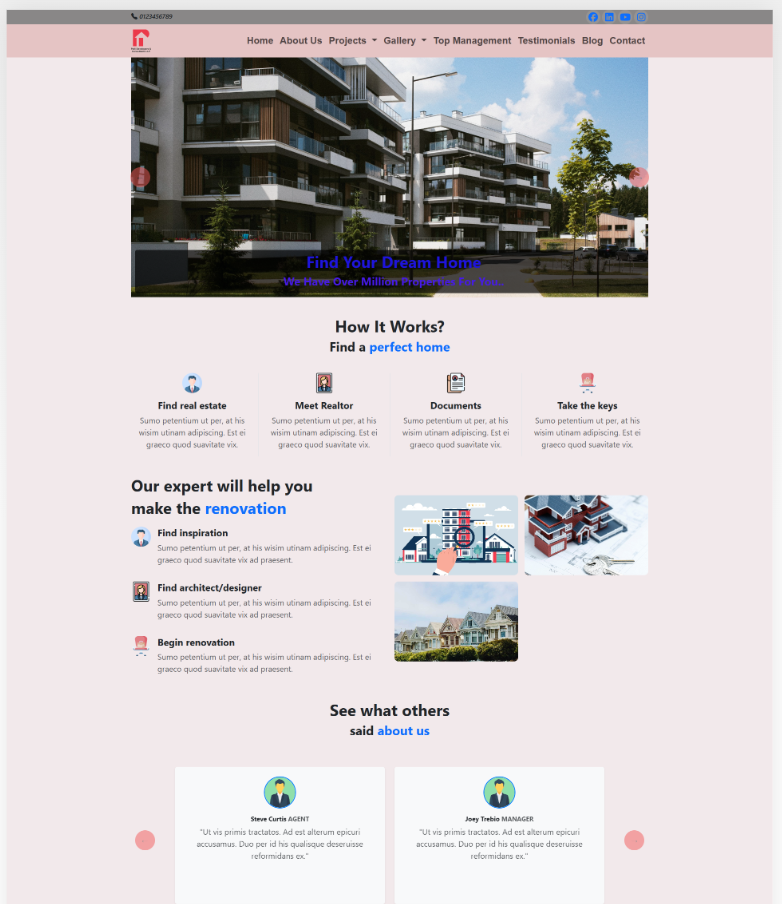 0123456789
Home About Us Projects Gallery Top Management Testimonials Blog Contact
Find Your Dream Home
We Have Over Million Properties For You..
How It Works?
Find a perfect home
Find real estate
Sumo petentium ut per, at his
wisim utinam adipiscing. Est ei
graeco quod suavitate vix.
Meet Realtor
Sumo petentium ut per, at his
wisim utinam adipiscing. Est ei
graeco quod suavitate vix.
Documents
Sumo petentium ut per, at his
wisim utinam adipiscing. Est ei
graeco quod suavitate vix.
Take the keys
Sumo petentium ut per, at his
wisim utinam adipiscing. Est ei
graeco quod suavitate vix.
Our expert will help you
make the renovation
Find inspiration
Sumo petentium ut per, at his wisim utinam adipiscing. Est ei
graeco quod suavitate vix ad praesent.
Find architect/designer
Sumo petentium ut per, at his wisim utinam adipiscing. Est ei
graeco quod suavitate vix ad praesent.
Begin renovation
Sumo petentium ut per, at his wisim utinam adipiscing. Est ei
graeco quod suavitate vix ad praesent.
See what others
said about us
Steve Curtis AGENT
"Ut vis primis tractatos. Ad est alterum epicuri
accusamus. Duo per id his qualisque deseruisse
reformidans ex."
Joey Trebio MANAGER
"Ut vis primis tractatos. Ad est alterum epicuri
accusamus. Duo per id his qualisque deseruisse
reformidans ex."